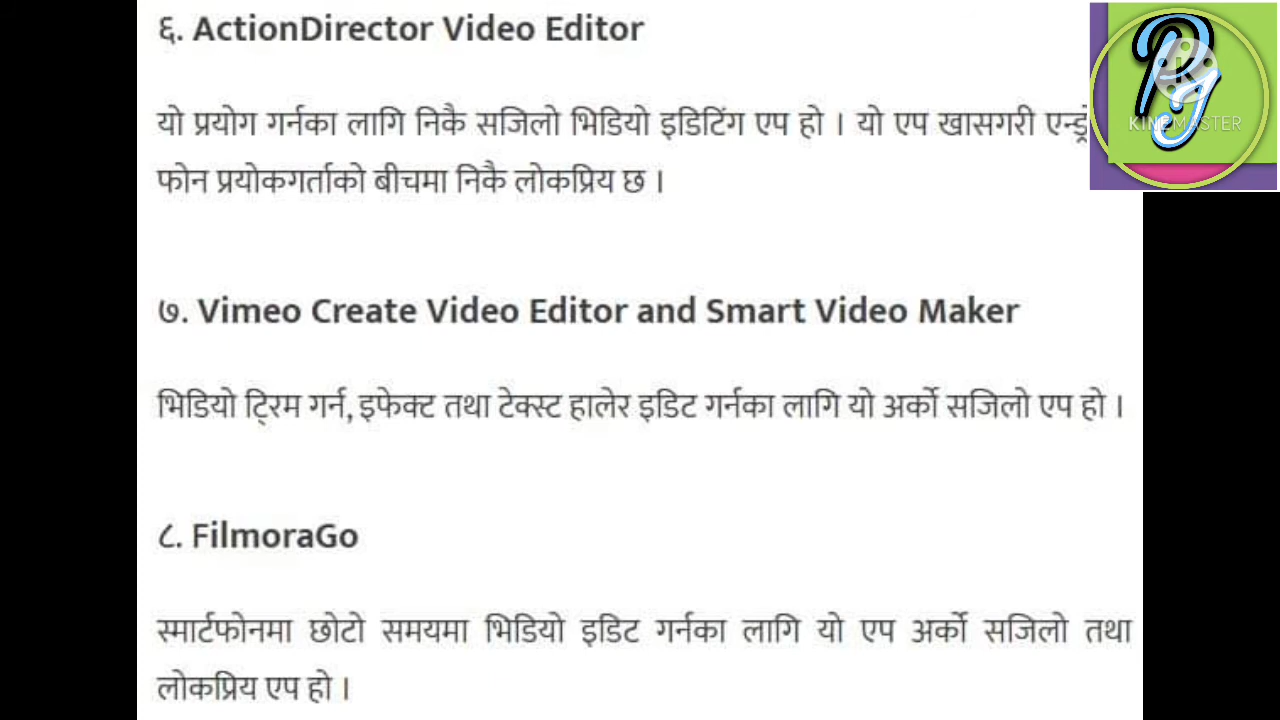 ६. ActionDirector Video Editor
यो प्रयोग गर्नका लागि निकै सजिलो भिडियो इडिटिंग एप हो । यो एप खासगरी
फोन प्रयोकगर्ताको बीचमा निकै लोकप्रिय छ ।
७. Vimeo Create Video Editor and Smart Video Maker
भिडियो ट्रिम गर्न, इफेक्ट तथा टेक्स्ट हालेर इडिट गर्नका लागि यो अर्को सजिलो एप हो ।
८. FilmoraGo
स्मार्टफोनमा छोटो समयमा भिडियो इडिट गर्नका लागि यो एप अर्को सजिलो तथा
लोकप्रिय एप हो ।
KINEMASTER